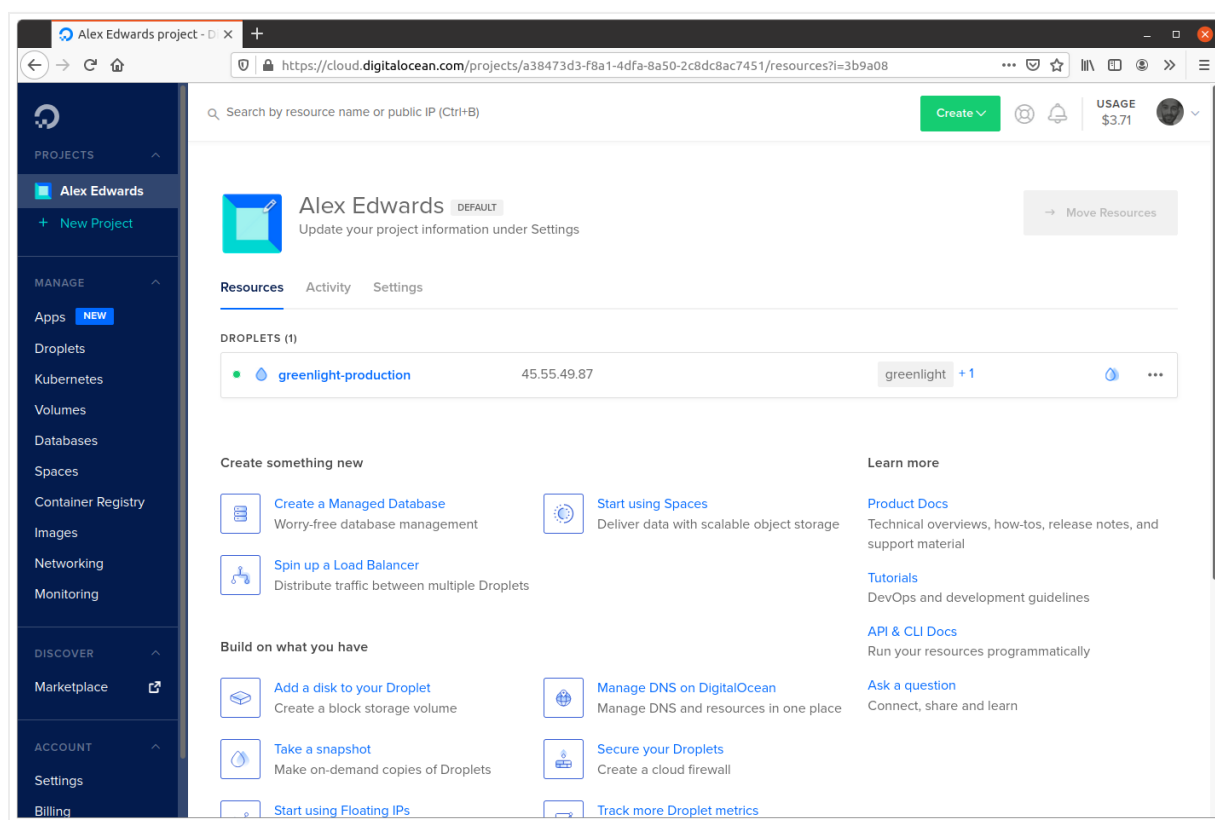 Alex Edwards project - D
https://cloud.digitalocean.com/projects/a38473d3-f8a1-4dfa-8a50-2c8dc8ac7451/resources?i=3b9a08
Search by resource name or public IP (Ctrl+B)
Create
USAGE
$3.71
PROJECTS
Alex Edwards
+ New Project
MANAGE
Apps NEW
Droplets
Kubernetes
Volumes
Databases
Spaces
Container Registry
Images
Networking
Monitoring
DISCOVER
Marketplace
ACCOUNT
Settings
Billing
Alex Edwards DEFAULT
Update your project information under Settings
→ Move Resources
Resources Activity Settings
DROPLETS (1)
greenlight-production 45.55.49.87 greenlight + 1
Create something new
Create a Managed Database
Worry-free database management
Start using Spaces
Deliver data with scalable object storage
Spin up a Load Balancer
Distribute traffic between multiple Droplets
Learn more
Product Docs
Technical overviews, how-tos, release notes, and
support material
Tutorials
DevOps and development guidelines
API & CLI Docs
Run your resources programmatically
Ask a question
Connect, share and learn
Build on what you have
Add a disk to your Droplet
Create a block storage volume
Manage DNS on DigitalOcean
Manage DNS and resources in one place
Take a snapshot
Make on-demand copies of Droplets
Secure your Droplets
Create a cloud firewall
Start using Floating IPs
Track more Droplet metrics